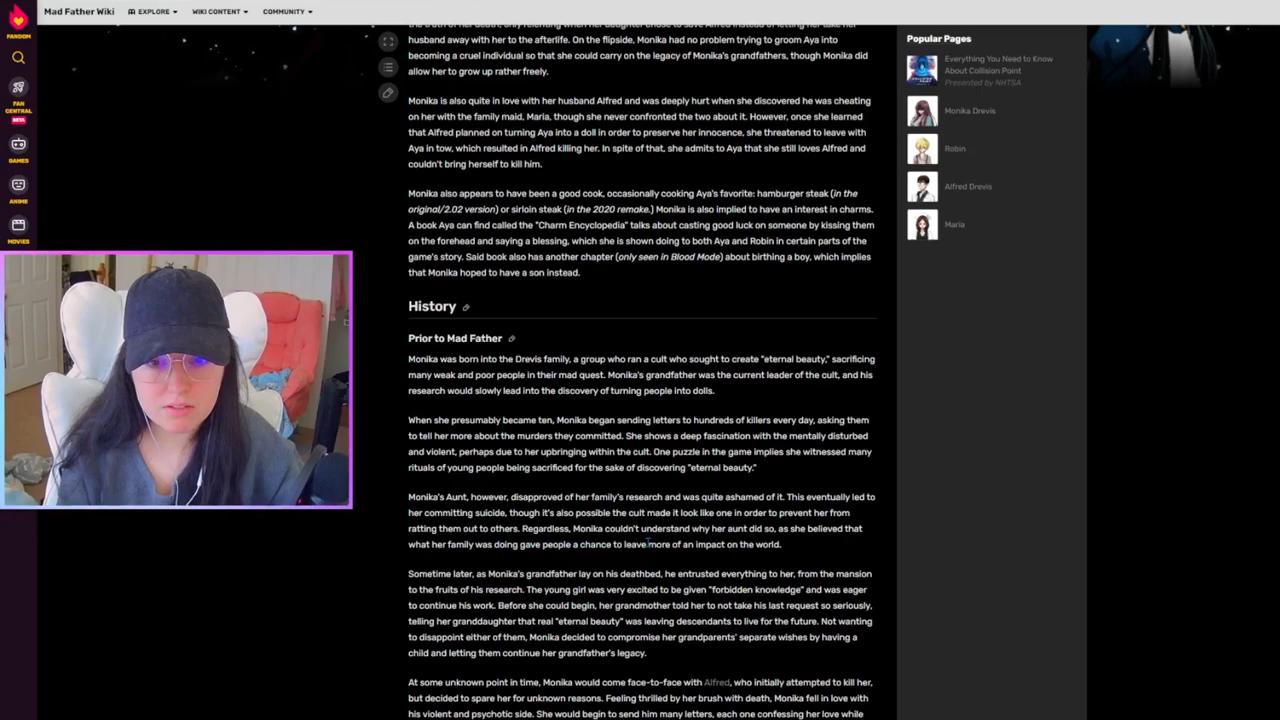 Mad Father Wiki
EXPLORE
WIKI CONTENT
COMMUNITY
FANDOM
FAN
CENTRAL
BETA
GAMES
ANIME
MOVIES
the truth of her death, only relenting when her granddaughter chose to save Alfred instead of letting her take her
husband away with her to the afterlife. On the flipside, Monika had no problem trying to groom Aya into
becoming a cruel individual so that she could carry on the legacy of Monika's grandfathers, though Monika did
allow her to grow up rather freely.
Monika is also quite in love with her husband Alfred and was deeply hurt when she discovered he was cheating
on her with the family maid, Maria, though she never confronted the two about it. However, once she learned
that Alfred planned on turning Aya into a doll in order to preserve her innocence, she threatened to leave with
Aya in tow, which resulted in Alfred killing her. In spite of that, she admits to Aya that she still loves Alfred and
couldn't bring herself to kill him.
Monika also appears to have been a good cook, occasionally cooking Aya's favorite: hamburger steak (in the
original/2.02 version) or sirloin steak (in the 2020 remake.) Monika is also implied to have an interest in charms.
A book Aya can find called the "Charm Encyclopedia" talks about casting good luck on someone by kissing them
on the forehead and saying a blessing, which she is shown doing to both Aya and Robin in certain parts of the
game's story. Said book also has another chapter (only seen in Blood Mode) about birthing a boy, which implies
that Monika hoped to have a son instead.
History
Prior to Mad Father
Monika was born into the Drevis family, a group who ran a cult who sought to create "eternal beauty," sacrificing
many weak and poor people in their mad quest. Monika's grandfather was the current leader of the cult, and his
research would slowly lead into the discovery of turning people into dolls.
When she presumably became ten, Monika began sending letters to hundreds of killers every day, asking them
to tell her more about the murders they committed. She shows a deep fascination with the mentally disturbed
and violent, perhaps due to her upbringing within the cult. One puzzle in the game implies she witnessed many
rituals of young people being sacrificed for the sake of discovering "eternal beauty."
Monika's Aunt, however, disapproved of her family's research and was quite ashamed of it. This eventually led to
her committing suicide, though it's also possible the cult made it look like one in order to prevent her from
ratting them out to others. Regardless, Monika couldn't understand why her aunt did so, as she believed that
what her family was doing gave people a chance to leave more of an impact on the world.
Sometime later, as Monika's grandfather lay on his deathbed, he entrusted everything to her, from the mansion
to the fruits of his research. The young girl was very excited to be given "forbidden knowledge" and was eager
to continue his work. Before she could begin, her grandmother told her to not take his last request so seriously,
telling her granddaughter that real "eternal beauty" was leaving descendants to live for the future. Not wanting
to disappoint either of them, Monika decided to compromise her grandparents' separate wishes by having a
child and letting them continue her grandfather's legacy.
At some unknown point in time, Monika would come face-to-face with Alfred, who initially attempted to kill her,
but decided to spare her for unknown reasons. Feeling thrilled by her brush with death, Monika fell in love with
his violent and psychotic side. She would begin to send him many letters, each one confessing her love while
Popular Pages
Everything You Need to Know
About Collision Point
Presented by NHTSA
Monika Drevis
Robin
Alfred Drevis
Maria